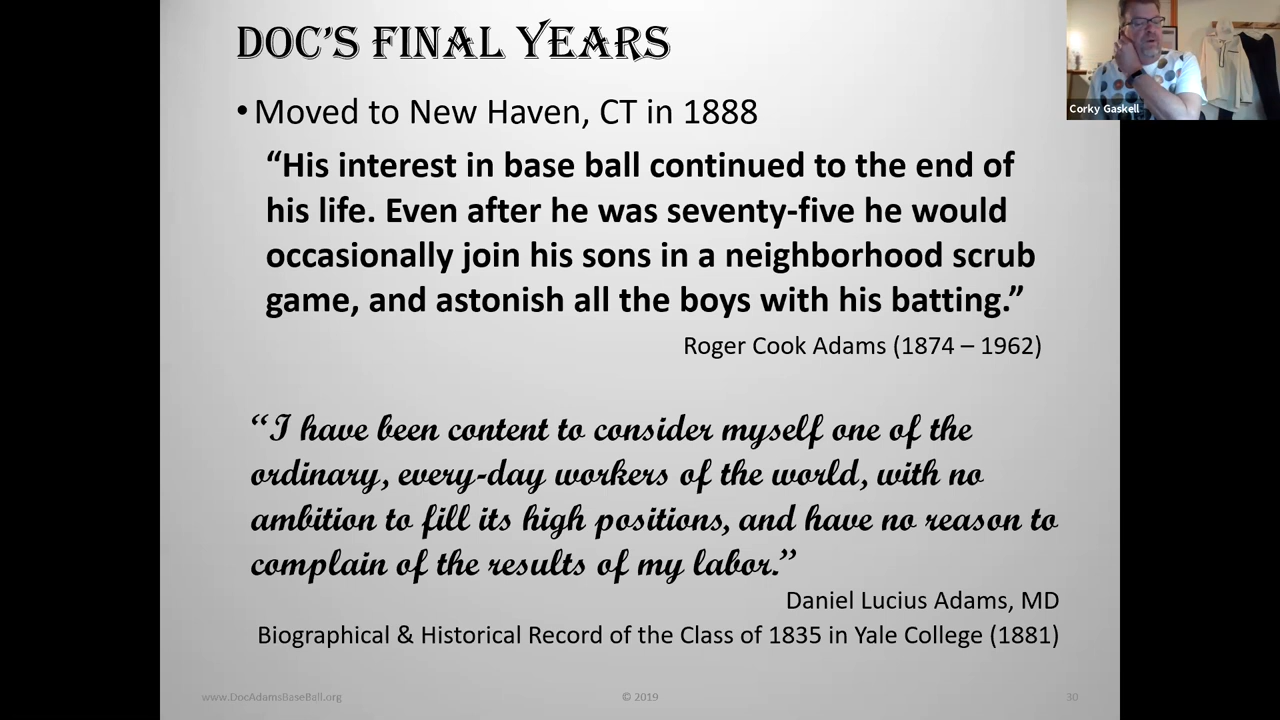 DOC'S FINAL YEARS
Corky Gaskell
• Moved to New Haven, CT in 1888
“His interest in base ball continued to the end of
his life. Even after he was seventy-five he would
occasionally join his sons in a neighborhood scrub
game, and astonish all the boys with his batting.”
Roger Cook Adams (1874 – 1962)
“I have been content to consider myself one of the
ordinary, every-day workers of the world, with no
ambition to fill its high positions, and have no reason to
complain of the results of my labor.”
Daniel Lucius Adams, MD
Biographical & Historical Record of the Class of 1835 in Yale College (1881)
www.DocAdamsBaseBall.org
© 2019
30